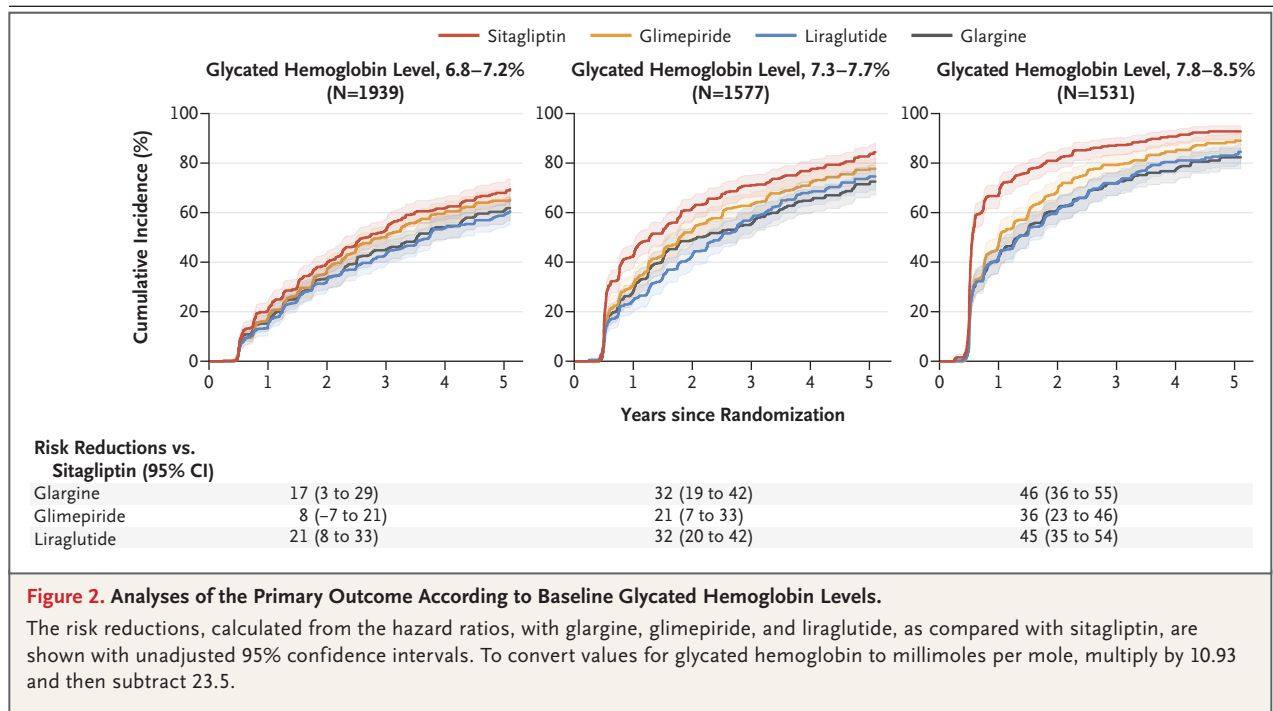 Sitagliptin Glimepiride Liraglutide Glargine
Glycated Hemoglobin Level, 6.8–7.2%
(N=1939)
Glycated Hemoglobin Level, 7.3–7.7%
(N=1577)
Glycated Hemoglobin Level, 7.8–8.5%
(N=1531)
Cumulative Incidence (%)
100
80
60
40
20
0
0 1 2 3 4 5
100
80
60
40
20
0
0 1 2 3 4 5
100
80
60
40
20
0
0 1 2 3 4 5
Years since Randomization
Risk Reductions vs.
Sitagliptin (95% CI)
Glargine 17 (3 to 29) 32 (19 to 42) 46 (36 to 55)
Glimepiride 8 (–7 to 21) 21 (7 to 33) 36 (23 to 46)
Liraglutide 21 (8 to 33) 32 (20 to 42) 45 (35 to 54)
Figure 2. Analyses of the Primary Outcome According to Baseline Glycated Hemoglobin Levels.
The risk reductions, calculated from the hazard ratios, with glargine, glimepiride, and liraglutide, as compared with sitagliptin, are
shown with unadjusted 95% confidence intervals. To convert values for glycated hemoglobin to millimoles per mole, multiply by 10.93
and then subtract 23.5.